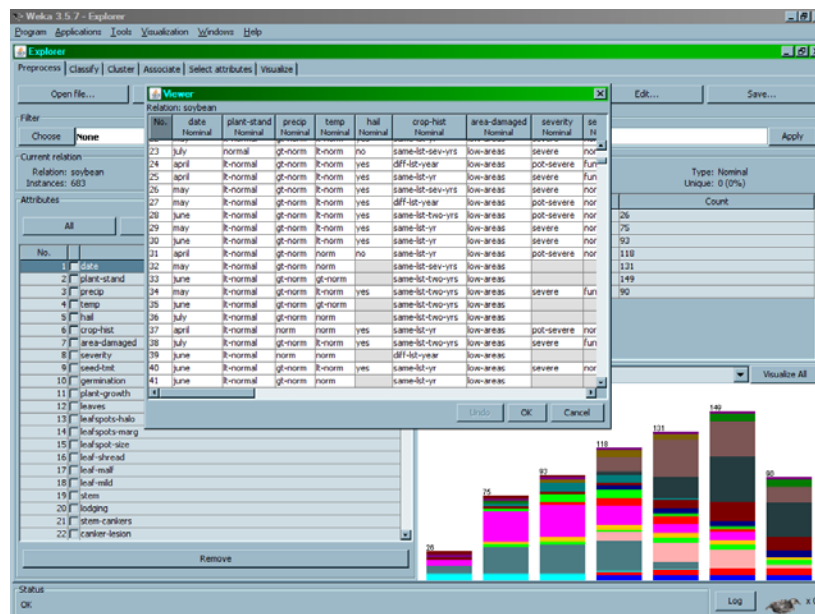 Weka 3.5.7 - Explorer
Program Applications Tools Visualization Windows Help
Explorer
Preprocess Classify Cluster Associate Select attributes Visualize
Open file... Edit... Save...
Filter
Choose None Apply
Current relation
Relation: soybean Type: Nominal
Instances: 683 Unique: 0 (0%)
Attributes
All Count
26
75
93
118
131
149
90
No.
1 date
2 plant-stand
3 precip
4 temp
5 hail
6 crop-hist
7 area-damaged
8 severity
9 seed-tmt
10 germination
11 plant-growth
12 leaves
13 leafspots-halo
14 leafspots-marg
15 leafspot-size
16 leaf-shread
17 leaf-malf
18 leaf-mild
19 stem
20 lodging
21 stem-cankers
22 canker-lesion
Remove
Viewer
Relation: soybean
No. date plant-stand precip temp hail crop-hist area-damaged severity se
Nominal Nominal Nominal Nominal Nominal Nominal Nominal Nominal N
23 july normal gt-norm lt-norm no same-lst-sev-yrs low-areas severe nor
24 april lt-normal gt-norm lt-norm yes diff-lst-year low-areas pot-severe fun
25 april lt-normal gt-norm lt-norm yes same-lst-yr low-areas severe fun
26 may lt-normal gt-norm lt-norm yes same-lst-sev-yrs low-areas severe nor
27 may lt-normal gt-norm lt-norm yes diff-lst-year low-areas pot-severe nor
28 june lt-normal gt-norm lt-norm yes same-lst-two-yrs low-areas pot-severe nor
29 may lt-normal gt-norm lt-norm yes same-lst-yr low-areas severe nor
30 june lt-normal gt-norm lt-norm yes same-lst-yr low-areas severe nor
31 april lt-normal gt-norm norm no same-lst-yr low-areas pot-severe nor
32 may lt-normal gt-norm norm same-lst-sev-yrs low-areas
33 june lt-normal gt-norm gt-norm same-lst-two-yrs low-areas
34 may lt-normal gt-norm lt-norm yes same-lst-two-yrs low-areas severe fun
35 june lt-normal gt-norm gt-norm same-lst-two-yrs low-areas
36 july lt-normal gt-norm norm same-lst-sev-yrs low-areas
37 april lt-normal norm norm yes same-lst-yr low-areas pot-severe nor
38 july lt-normal gt-norm lt-norm yes same-lst-two-yrs low-areas severe fun
39 june lt-normal norm norm diff-lst-year low-areas
40 june lt-normal gt-norm lt-norm yes same-lst-yr low-areas severe nor
41 june lt-normal gt-norm norm same-lst-yr low-areas
Undo OK Cancel
Visualize All
26
75
93
118
131
149
90
Status
OK
Log